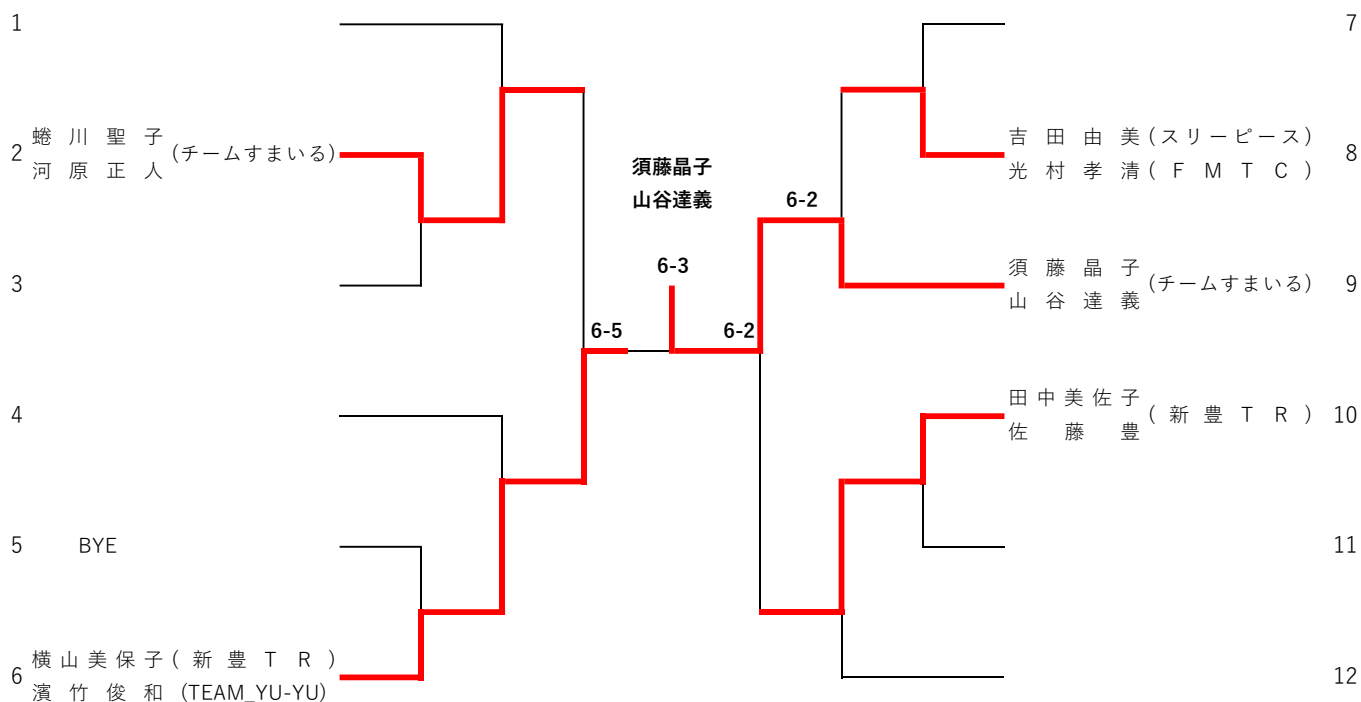 1
2 蜷川聖子 (チームすまいる)
河原正人
3
4
5 BYE
6 横山美保子(新豊TR)
濱竹俊和 (TEAM_YU-YU)
須藤晶子
山谷達義
6-3
6-5
6-2
6-2
7
吉田由美(スリーピース) 8
光村孝清(FMTC)
須藤晶子 (チームすまいる) 9
山谷達義
田中美佐子 (新豊TR) 10
佐藤豊
11
12